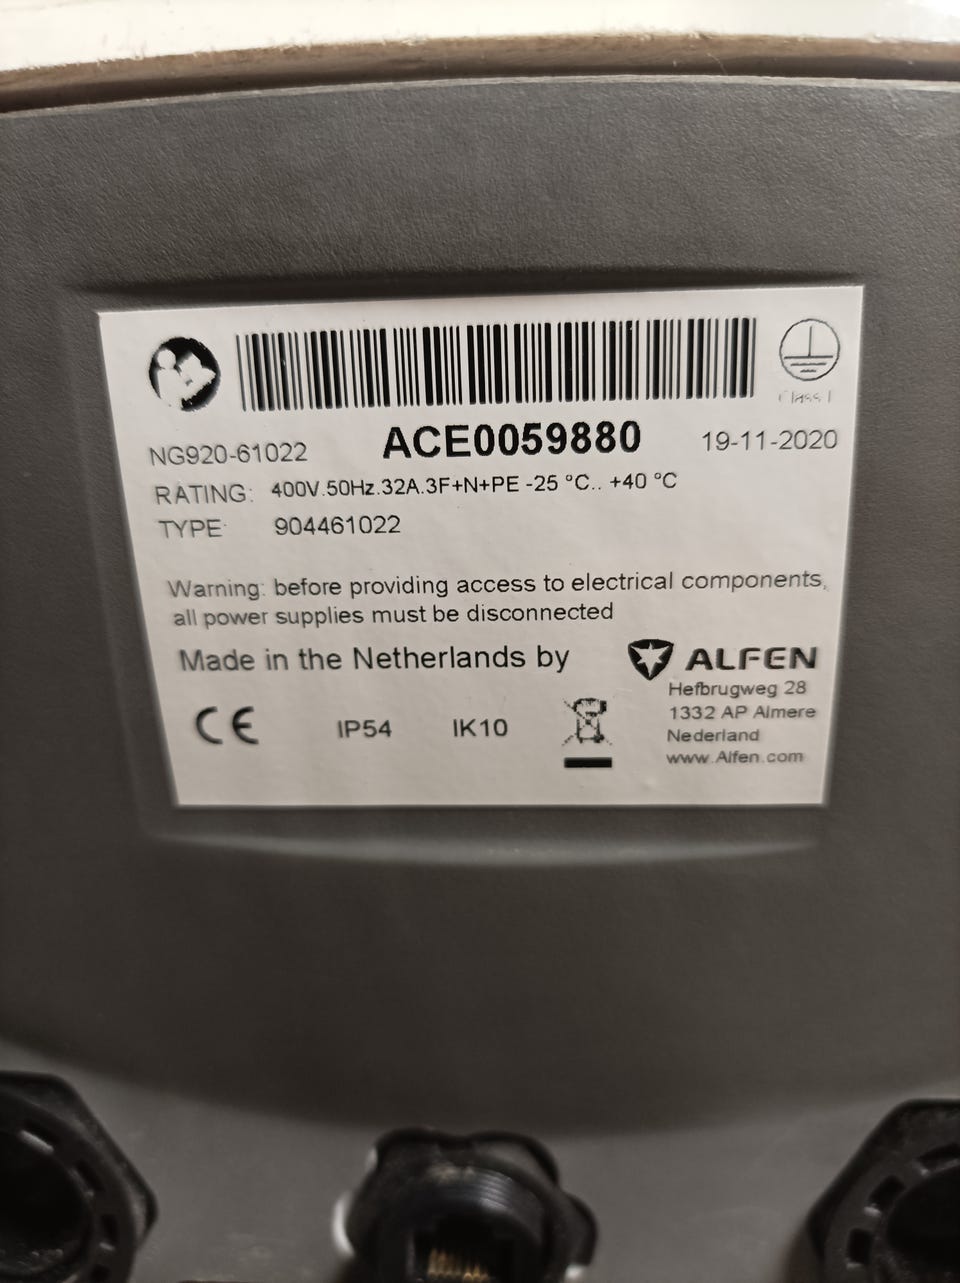 Class I
NG920-61022 ACE0059880 19-11-2020
RATING: 400V.50Hz.32A.3F+N+PE -25 °C.. +40 °C
TYPE: 904461022
Warning: before providing access to electrical components,
all power supplies must be disconnected
Made in the Netherlands by ALFEN
Hefbrugweg 28
1332 AP Almere
Nederland
www.Alfen.com
CE IP54 IK10